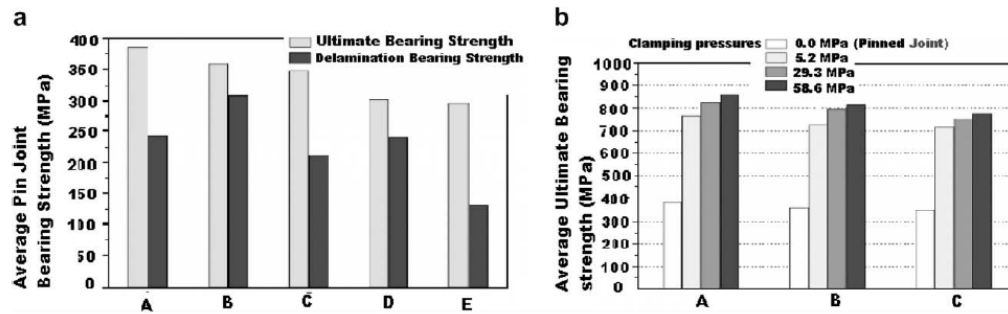 a
Average Pin Joint
Bearing Strength (MPa)
400
350
300
250
200
150
100
50
0
Ultimate Bearing Strength
Delamination Bearing Strength
A
B
C
D
E
b
Clamping pressures
0.0 MPa (Pinned Joint)
5.2 MPa
29.3 MPa
58.6 MPa
Average Ultimate Bearing
strength (MPa)
1000
900
800
700
600
500
400
300
200
100
0
A
B
C